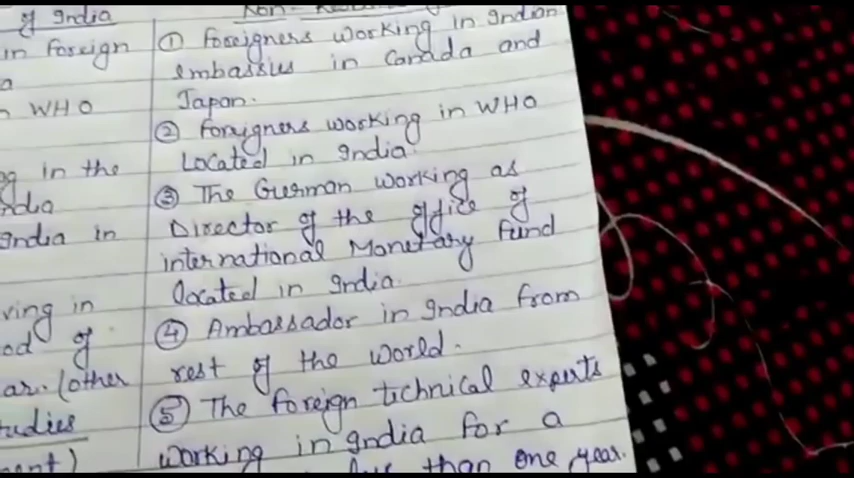 of India
in Foreign
a
WHO
in the
India in
ving in
od of
ar. (other
tudies
Non-
① Foreigners working in Indian
embassies in Canada and
Japan.
② Foreigners working in WHO
Located in India.
③ The German working as
Director of the office of
international Monetary Fund
located in India.
④ Ambassador in India from
rest of the world.
⑤ The foreign technical experts
working in India for a
than one year.